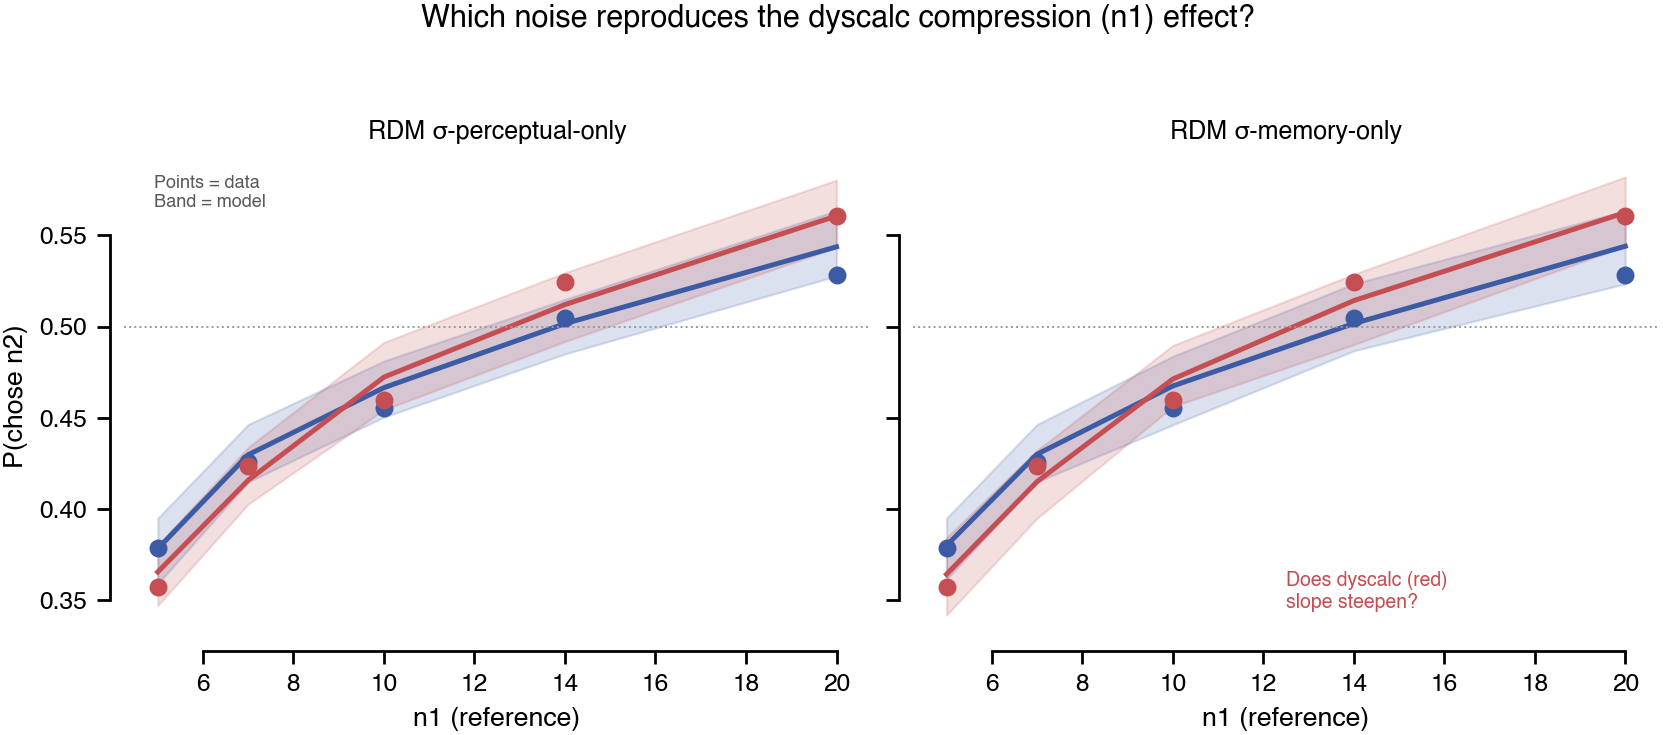 Which noise reproduces the dyscalc compression (n1) effect?
RDM σ-perceptual-only
Points = data
Band = model
P(chose n2)
0.55
0.50
0.45
0.40
0.35
6 8 10 12 14 16 18 20
n1 (reference)
RDM σ-memory-only
Does dyscalc (red)
slope steepen?
6 8 10 12 14 16 18 20
n1 (reference)